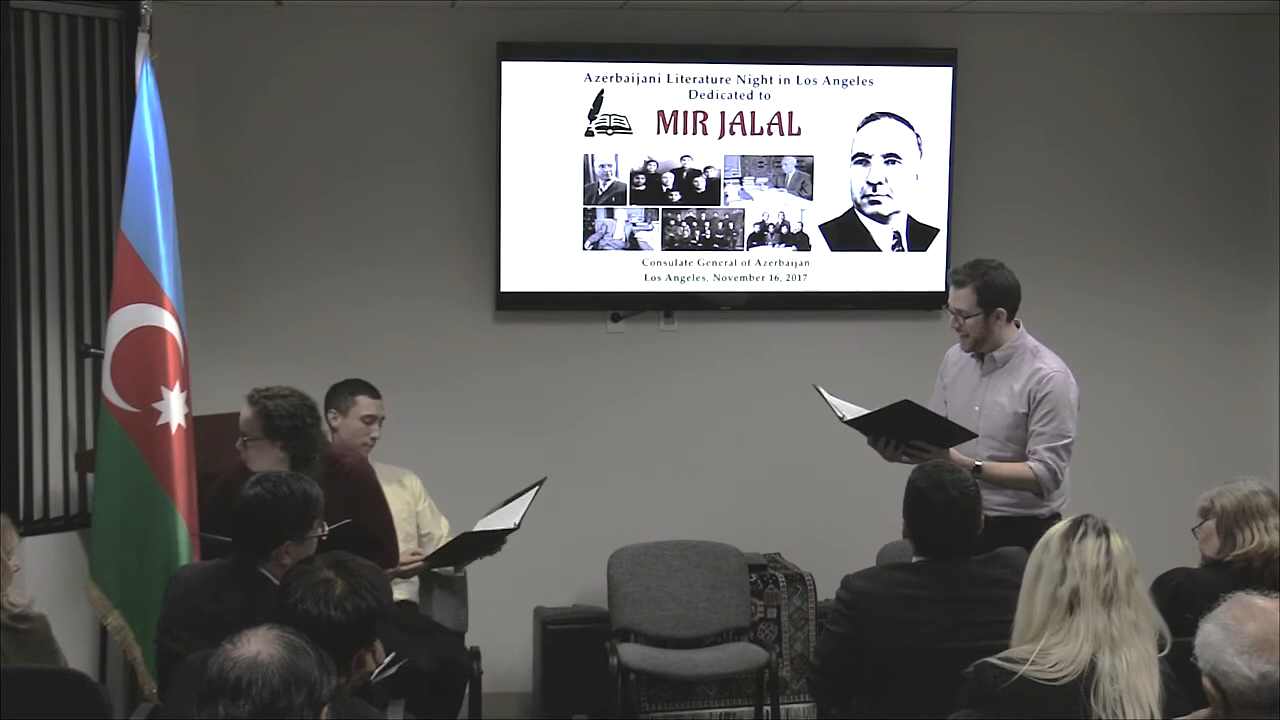 Azerbaijani Literature Night in Los Angeles
Dedicated to
MIR JALAL
Consulate General of Azerbaijan
Los Angeles, November 16, 2017